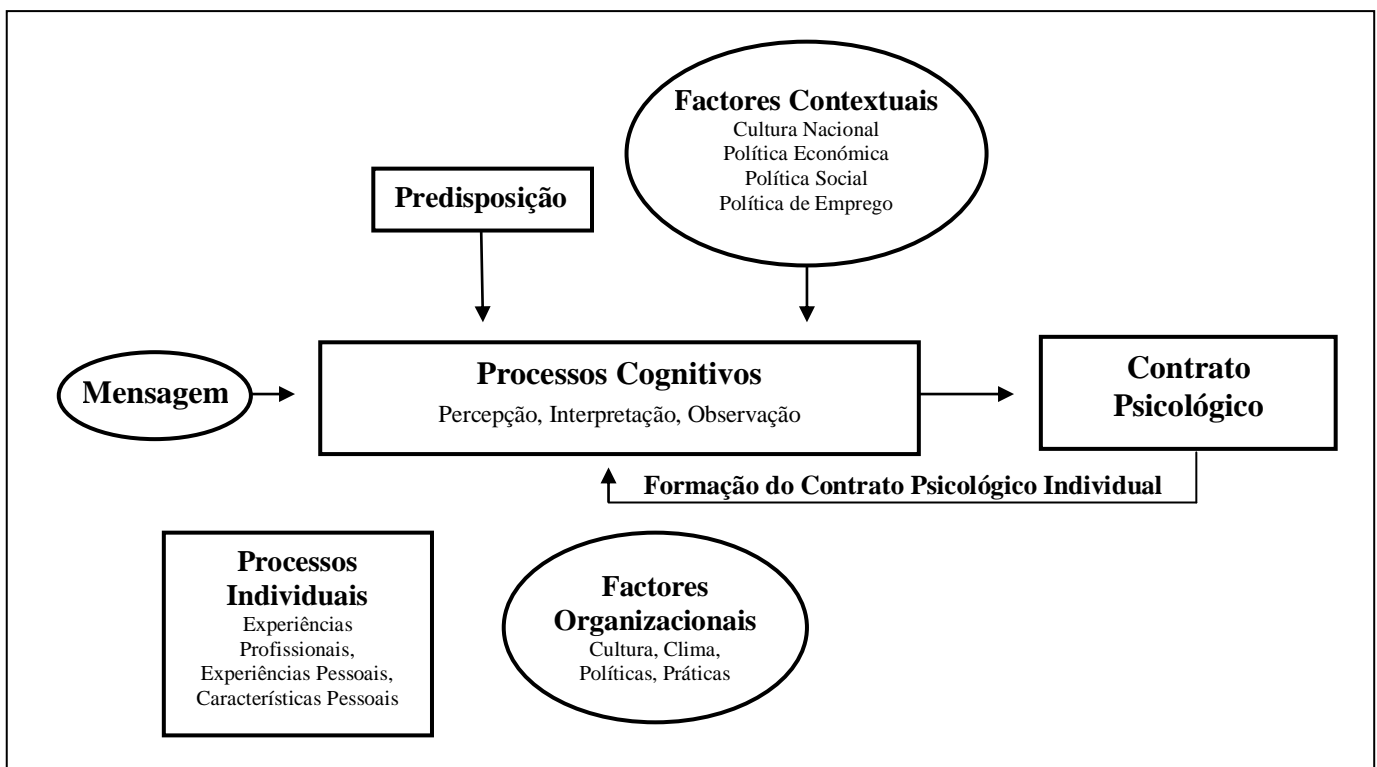 Factores Contextuais
Cultura Nacional
Política Económica
Política Social
Política de Emprego
Predisposição
Mensagem
Processos Cognitivos
Percepção, Interpretação, Observação
Contrato
Psicológico
Formação do Contrato Psicológico Individual
Processos
Individuais
Experiências
Profissionais,
Experiências Pessoais,
Características Pessoais
Factores
Organizacionais
Cultura, Clima,
Políticas, Práticas